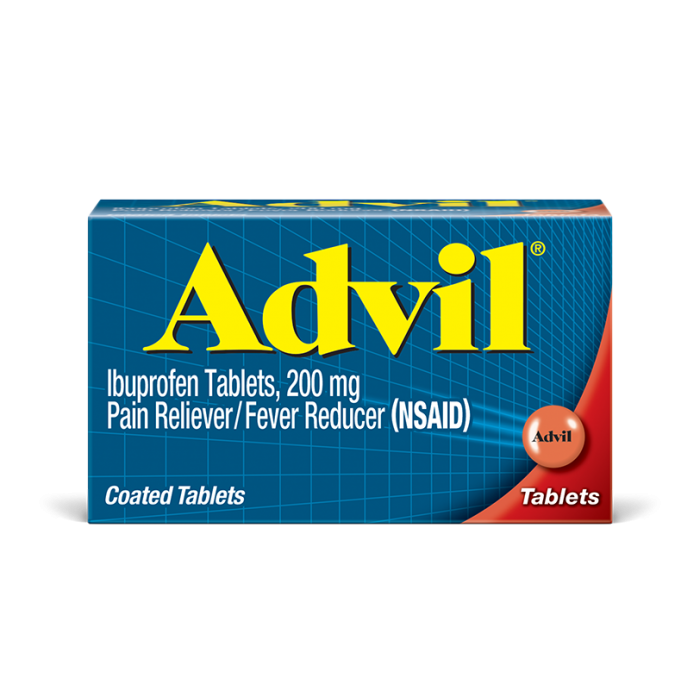 Advil®
Ibuprofen Tablets, 200 mg
Pain Reliever/Fever Reducer (NSAID)
Advil
Coated Tablets
Tablets